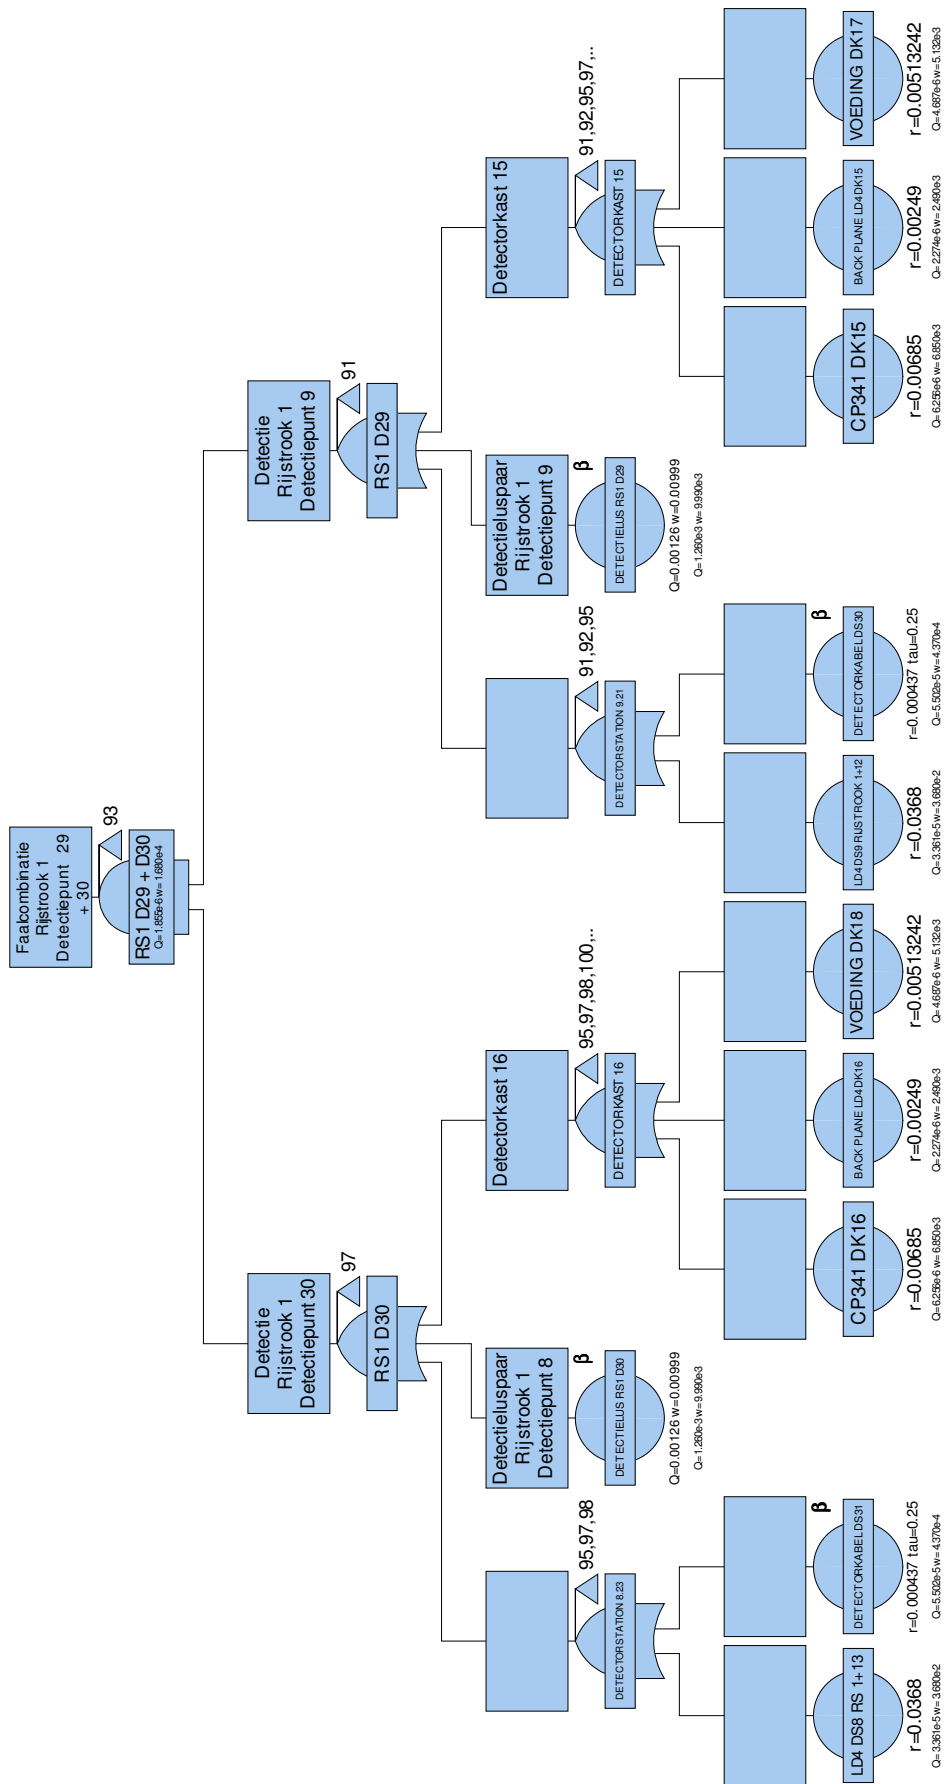 Faalcombinatie
Rijstrook 1
Detectiepunt 29
+ 30
93
RS1 D29 + D30
Q=1.855e-6 w=1.680e-4
Detectie
Rijstrook 1
Detectiepunt 30
97
RS1 D30
Detectie
Rijstrook 1
Detectiepunt 9
91
RS1 D29
95,97,98
DETECTORSTATION 8.23
Detectieluspaar
Rijstrook 1
Detectiepunt 8
β
DETECTIELUS RS1 D30
Q=0.00126 w=0.00999
Q=1.260e-3 w=9.990e-3
Detectorkast 16
95,97,98,100,..
DETECTORKAST 16
91,92,95
DETECTORSTATION 9.21
Detectieluspaar
Rijstrook 1
Detectiepunt 9
β
DETECTIELUS RS1 D29
Q=0.00126 w=0.00999
Q=1.260e-3 w=9.990e-3
Detectorkast 15
91,92,95,97,..
DETECTORKAST 15
LD4 DS8 RS 1+13
r=0.0368
Q=3.361e-5 w=3.680e-2
β
DETECTORKABEL DS31
r=0.000437 tau=0.25
Q=5.502e-5 w=4.370e-4
CP341 DK16
r=0.00685
Q=6.256e-6 w=6.850e-3
BACK PLANE LD4 DK16
r=0.00249
Q=2.274e-6 w=2.490e-3
VOEDING DK18
r=0.00513242
Q=4.687e-6 w=5.132e-3
LD4 DS9 RIJSTROOK 1+12
r=0.0368
Q=3.361e-5 w=3.680e-2
β
DETECTORKABEL DS30
r=0.000437 tau=0.25
Q=5.502e-5 w=4.370e-4
CP341 DK15
r=0.00685
Q=6.256e-6 w=6.850e-3
BACK PLANE LD4 DK15
r=0.00249
Q=2.274e-6 w=2.490e-3
VOEDING DK17
r=0.00513242
Q=4.687e-6 w=5.132e-3